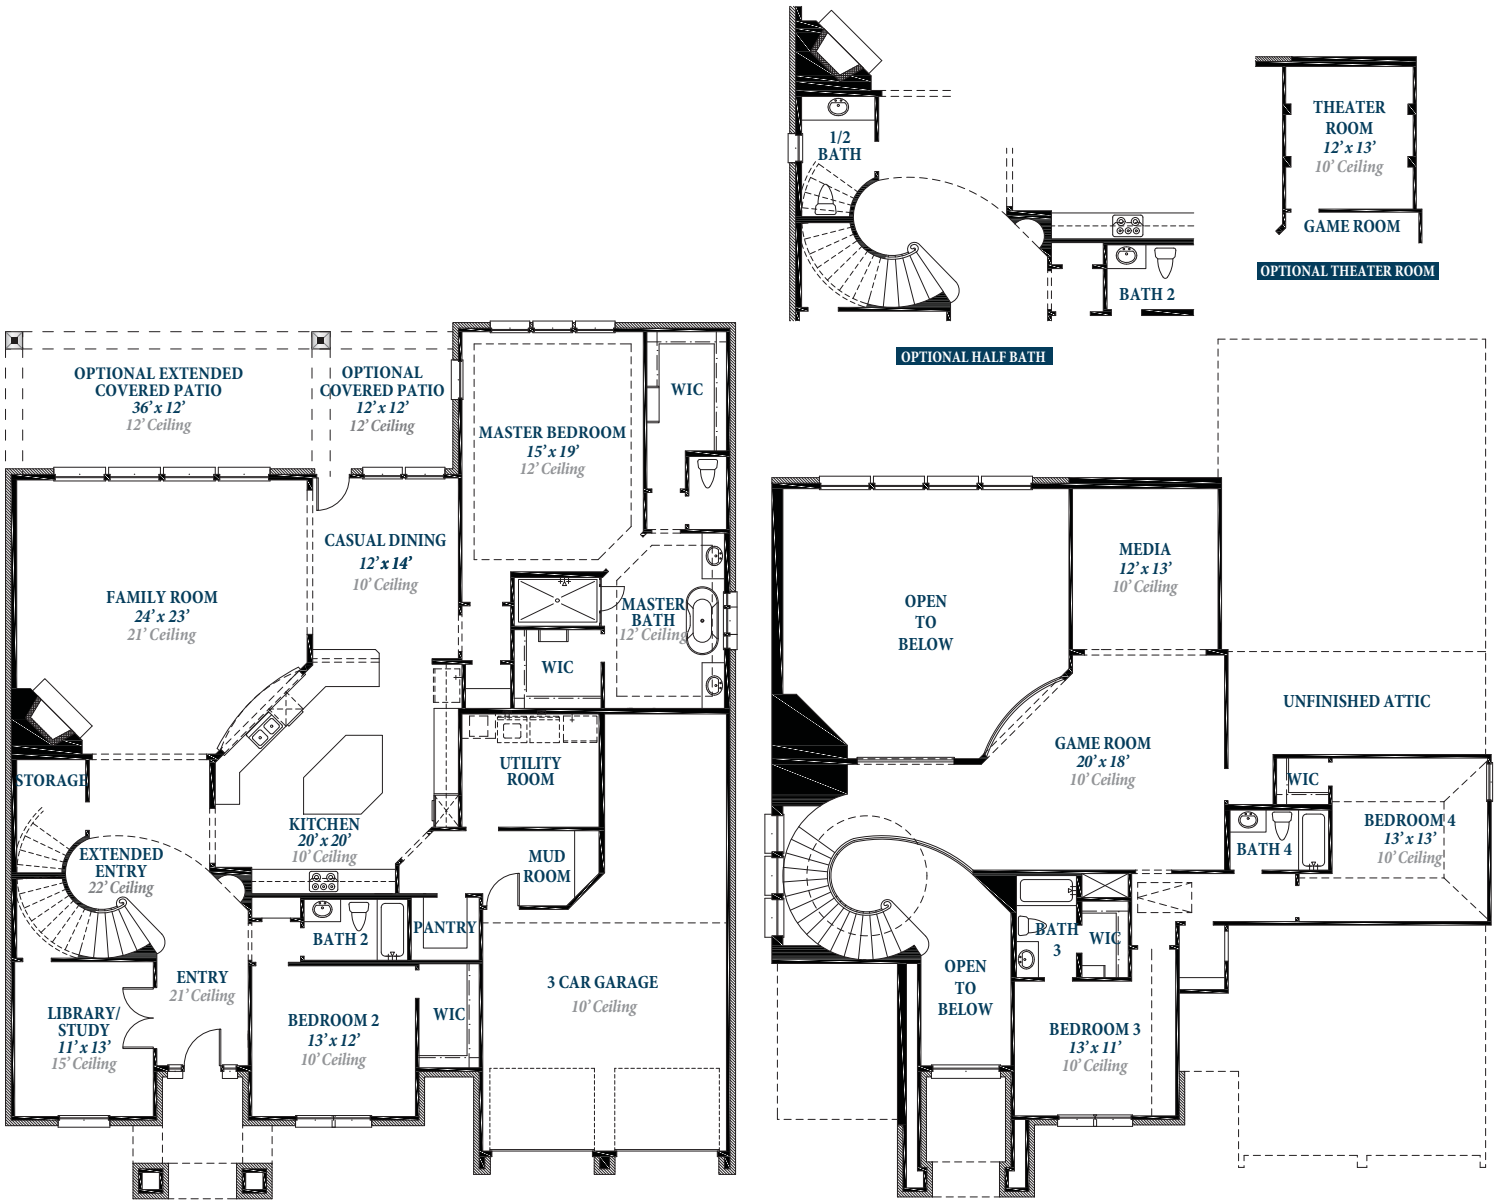 1/2
BATH
BATH 2
OPTIONAL HALF BATH
THEATER
ROOM
12' x 13'
10' Ceiling
GAME ROOM
OPTIONAL THEATER ROOM
OPTIONAL EXTENDED
COVERED PATIO
36' x 12'
12' Ceiling
OPTIONAL
COVERED PATIO
12' x 12'
12' Ceiling
MASTER BEDROOM
15' x 19'
12' Ceiling
WIC
CASUAL DINING
12' x 14'
10' Ceiling
FAMILY ROOM
24' x 23'
21' Ceiling
MASTER
BATH
12' Ceiling
WIC
STORAGE
UTILITY
ROOM
KITCHEN
20' x 20'
10' Ceiling
EXTENDED
ENTRY
22' Ceiling
MUD
ROOM
BATH 2
PANTRY
ENTRY
21' Ceiling
3 CAR GARAGE
10' Ceiling
LIBRARY/
STUDY
11' x 13'
15' Ceiling
BEDROOM 2
13' x 12'
10' Ceiling
WIC
OPEN
TO
BELOW
MEDIA
12' x 13'
10' Ceiling
UNFINISHED ATTIC
GAME ROOM
20' x 18'
10' Ceiling
WIC
BEDROOM 4
13' x 13'
10' Ceiling
BATH 4
BATH
3
WIC
OPEN
TO
BELOW
BEDROOM 3
13' x 11'
10' Ceiling